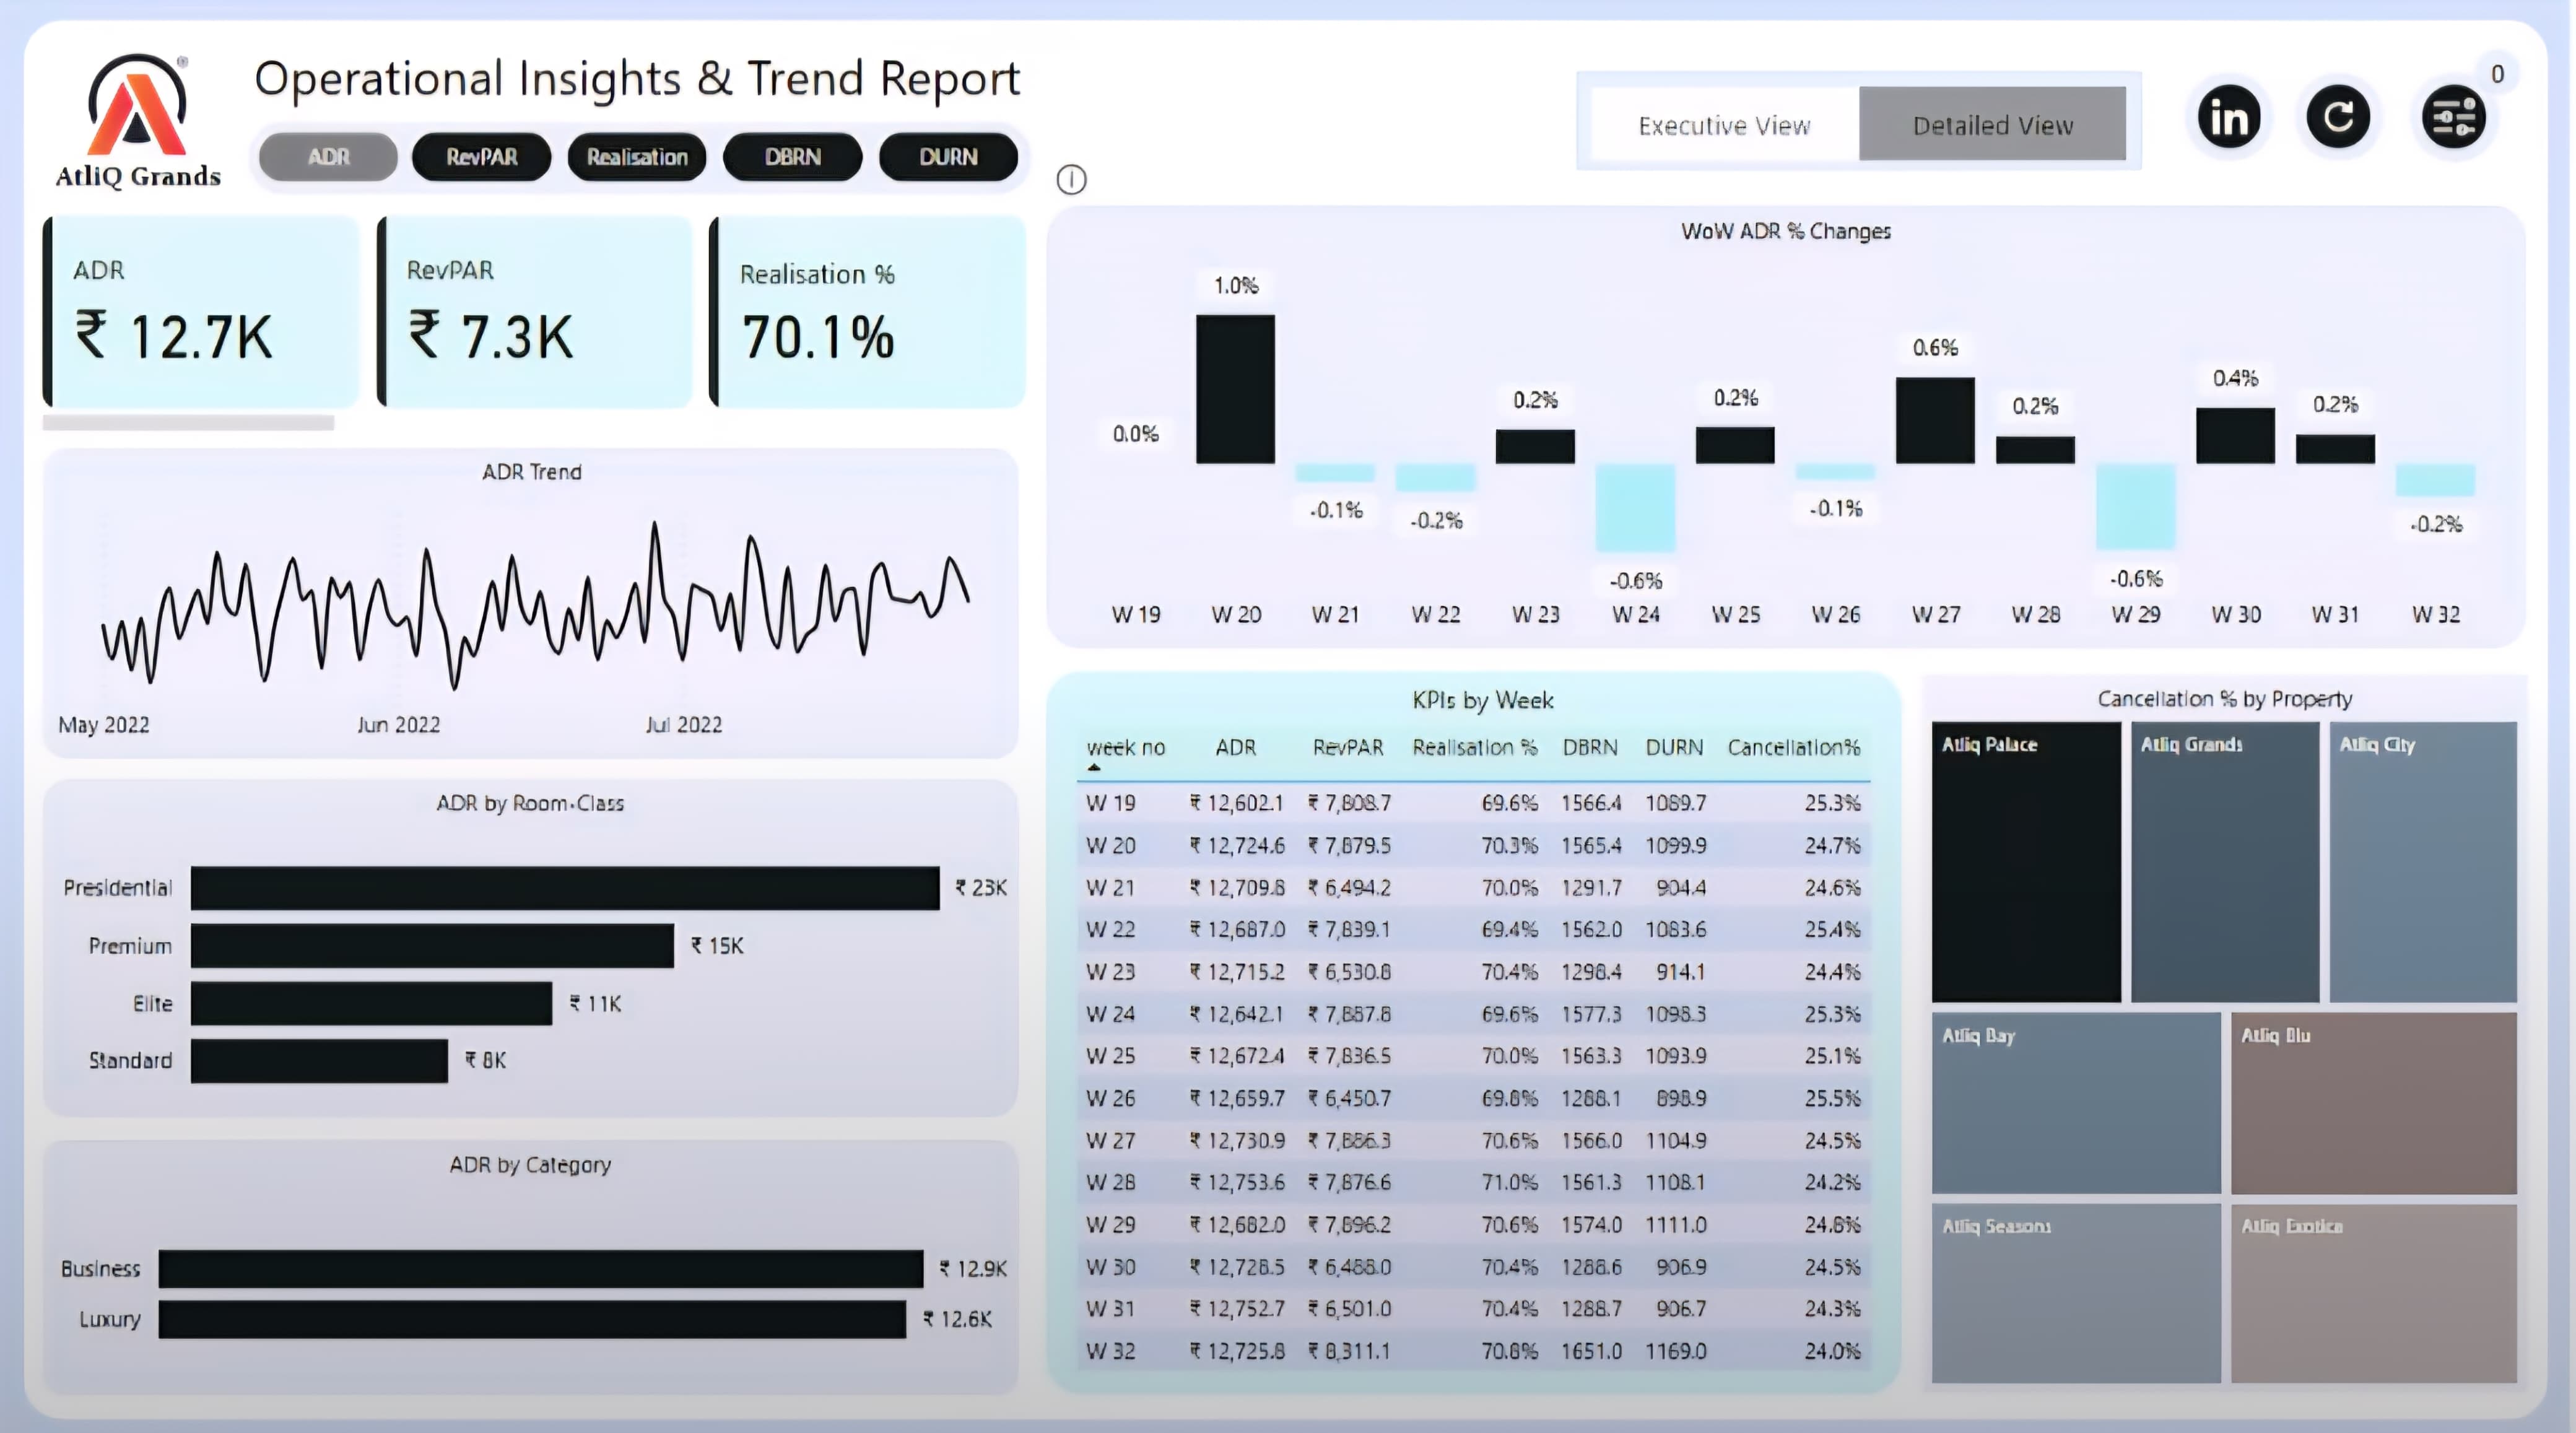 Operational Insights & Trend Report
AtliQ Grands
ADR
RevPAR
Realisation
DBRN
DURN
Executive View
Detailed View
in
0
ADR
₹ 12.7K
RevPAR
₹ 7.3K
Realisation %
70.1%
ADR Trend
May 2022
Jun 2022
Jul 2022
ADR by Room-Class
Presidential ₹ 23K
Premium ₹ 15K
Elite ₹ 11K
Standard ₹ 8K
ADR by Category
Business ₹ 12.9K
Luxury ₹ 12.6K
WoW ADR % Changes
0.0% 1.0% -0.1% -0.2% 0.2% -0.6% 0.2% -0.1% 0.6% 0.2% -0.6% 0.4% 0.2% -0.2%
W 19 W 20 W 21 W 22 W 23 W 24 W 25 W 26 W 27 W 28 W 29 W 30 W 31 W 32
KPIs by Week
week no ADR RevPAR Realisation % DBRN DURN Cancellation%
W 19 ₹ 12,602.1 ₹ 7,808.7 69.6% 1566.4 1089.7 25.3%
W 20 ₹ 12,724.6 ₹ 7,879.5 70.3% 1565.4 1099.9 24.7%
W 21 ₹ 12,709.8 ₹ 6,494.2 70.0% 1291.7 904.4 24.6%
W 22 ₹ 12,687.0 ₹ 7,839.1 69.4% 1562.0 1083.6 25.4%
W 23 ₹ 12,715.2 ₹ 6,530.8 70.4% 1298.4 914.1 24.4%
W 24 ₹ 12,642.1 ₹ 7,887.8 69.6% 1577.3 1098.3 25.3%
W 25 ₹ 12,672.4 ₹ 7,836.5 70.0% 1563.3 1093.9 25.1%
W 26 ₹ 12,659.7 ₹ 6,450.7 69.8% 1288.1 898.9 25.5%
W 27 ₹ 12,730.9 ₹ 7,886.3 70.6% 1566.0 1104.9 24.5%
W 28 ₹ 12,753.6 ₹ 7,876.6 71.0% 1561.3 1108.1 24.2%
W 29 ₹ 12,682.0 ₹ 7,896.2 70.6% 1574.0 1111.0 24.8%
W 30 ₹ 12,728.5 ₹ 6,488.0 70.4% 1288.6 906.9 24.5%
W 31 ₹ 12,752.7 ₹ 6,501.0 70.4% 1288.7 906.7 24.3%
W 32 ₹ 12,725.8 ₹ 8,311.1 70.8% 1651.0 1169.0 24.0%
Cancellation % by Property
Atliq Palace
Atliq Grands
Atliq City
Atliq Bay
Atliq Blu
Atliq Seasons
Atliq Exotica